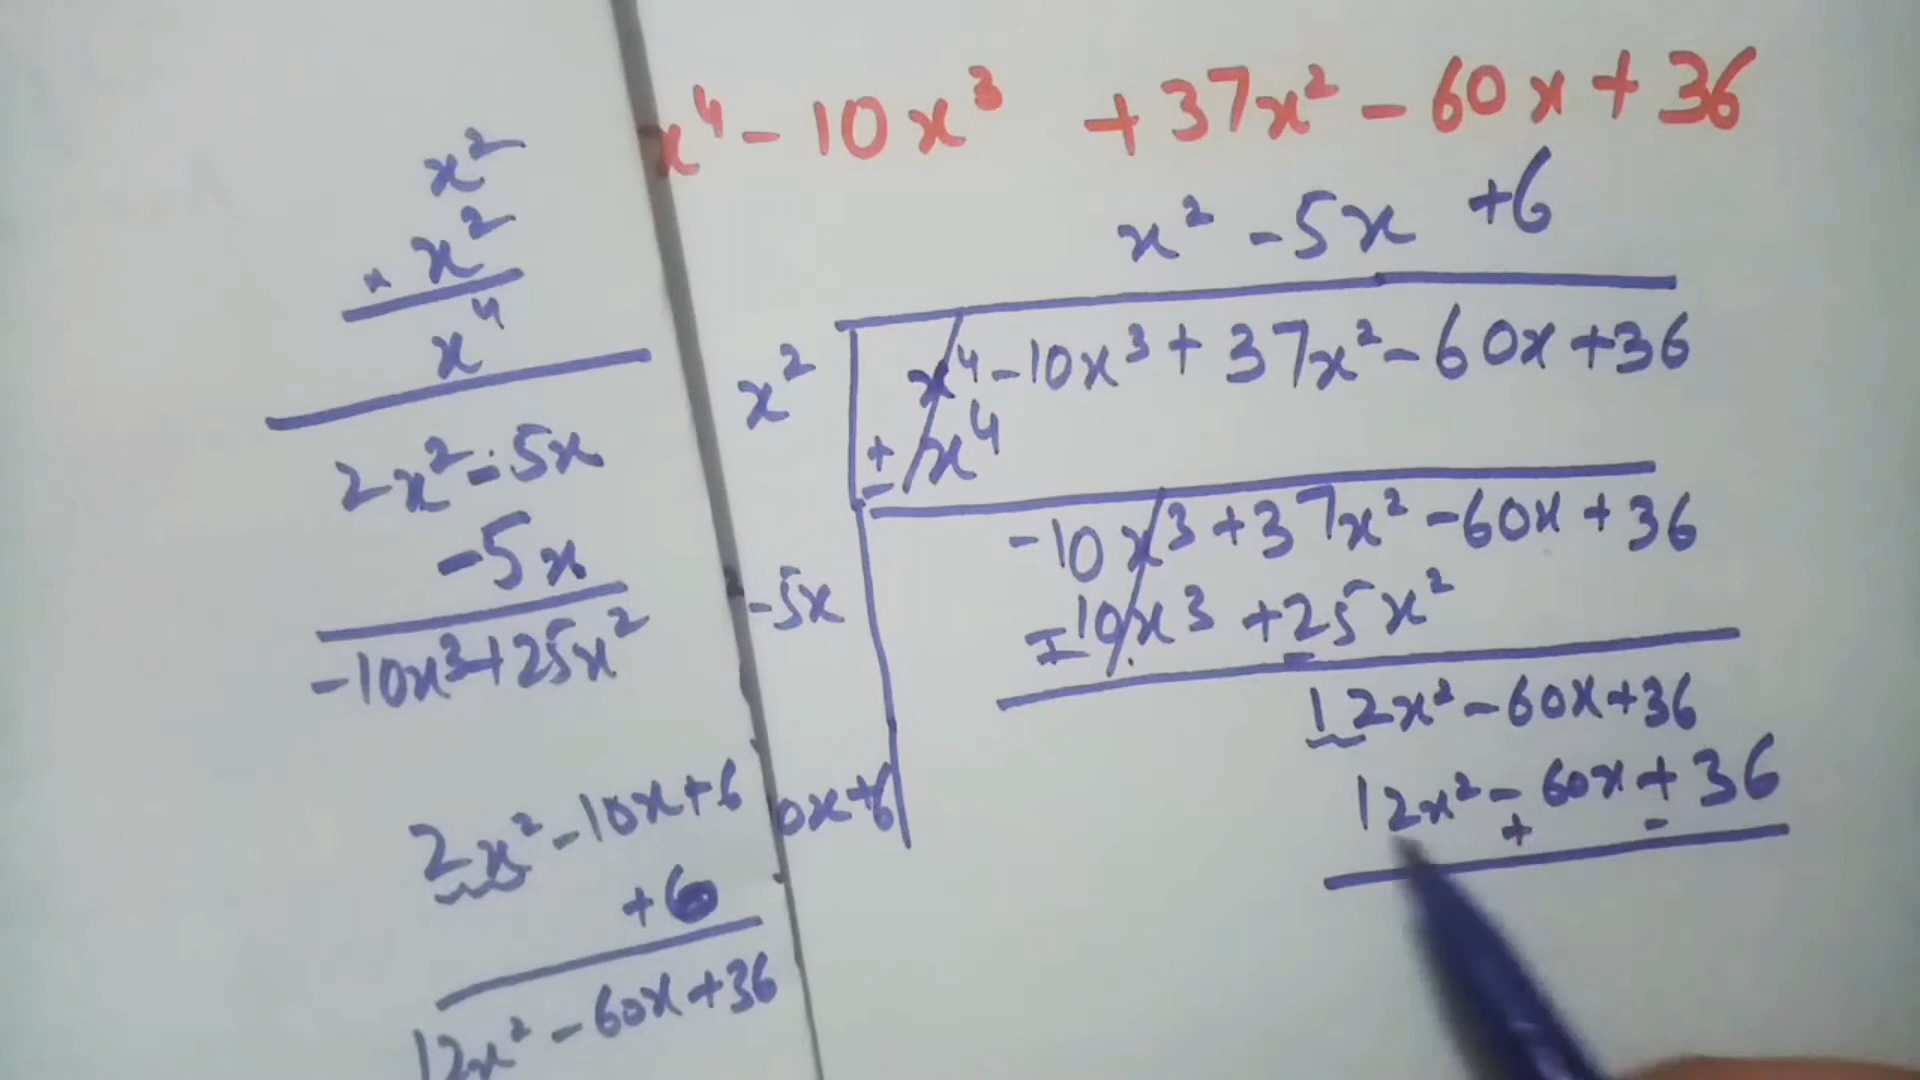 x⁴ - 10x³ + 37x² - 60x + 36
x² - 5x + 6
x²
x⁴ - 10x³ + 37x² - 60x + 36
+ x⁴
-
-10x³ + 37x² - 60x + 36
-5x
-10x³ + 25x²
+ -
12x² - 60x + 36
0x+6
12x² - 60x + 36
+ -
x²
× x²
x⁴
2x² - 5x
-5x
-10x³ + 25x²
2x² - 10x + 6
+6
12x² - 60x + 36